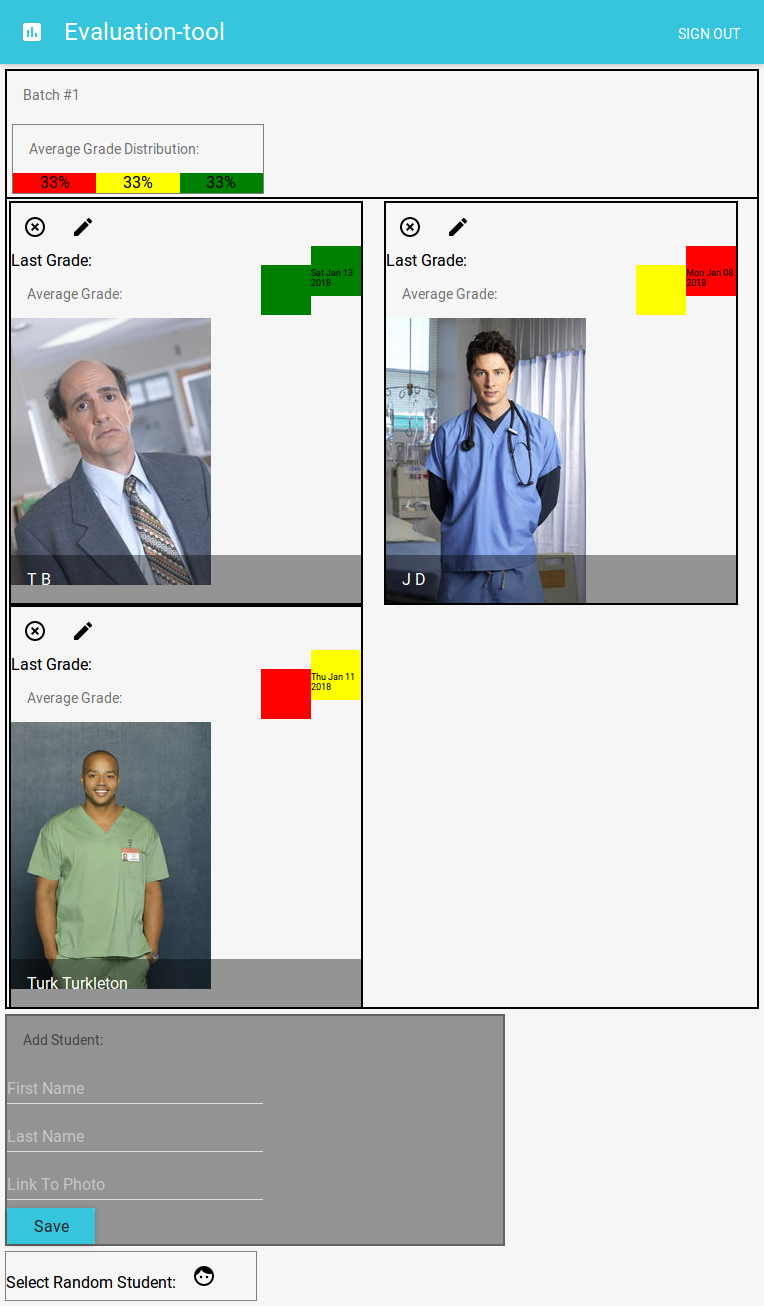 Evaluation-tool
SIGN OUT
Batch #1
Average Grade Distribution:
33% 33% 33%
Last Grade:
Sat Jan 13
2018
Average Grade:
T B
Last Grade:
Mon Jan 08
2018
Average Grade:
J D
Last Grade:
Thu Jan 11
2018
Average Grade:
Turk Turkleton
Add Student:
First Name
Last Name
Link To Photo
Save
Select Random Student: